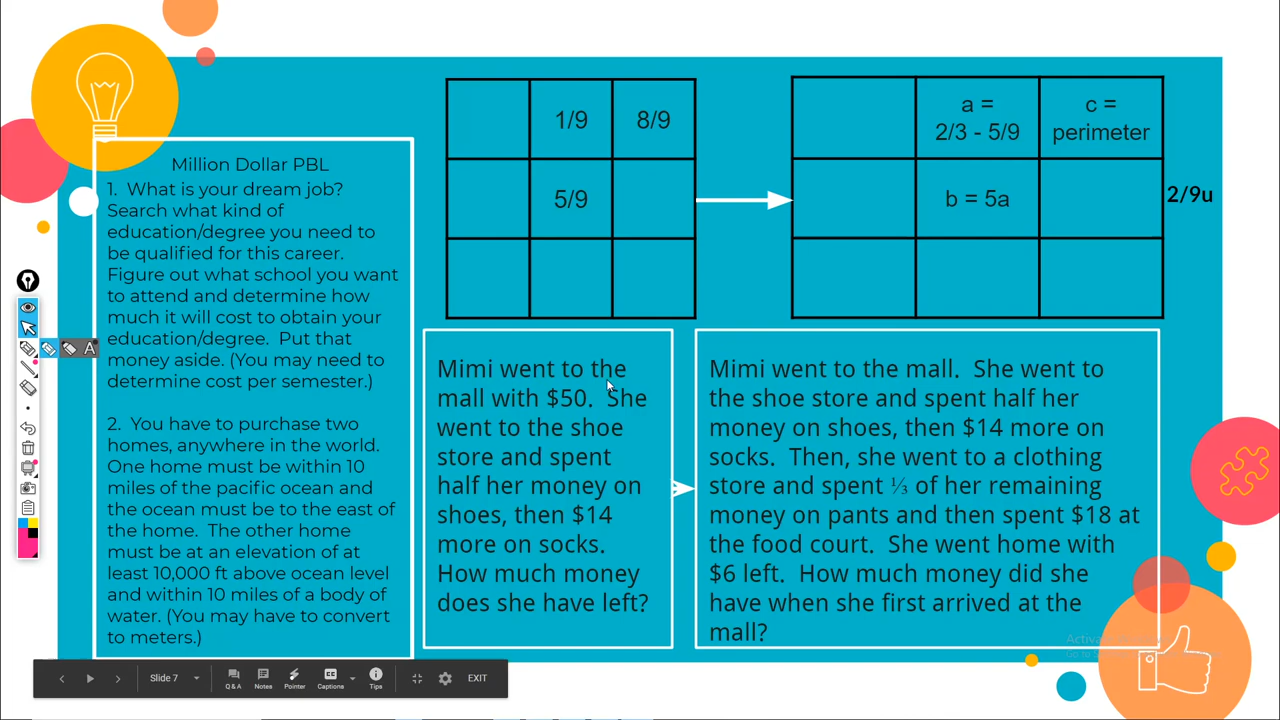 Million Dollar PBL
1. What is your dream job?
Search what kind of
education/degree you need to
be qualified for this career.
Figure out what school you want
to attend and determine how
much it will cost to obtain your
education/degree. Put that
money aside. (You may need to
determine cost per semester.)
2. You have to purchase two
homes, anywhere in the world.
One home must be within 10
miles of the pacific ocean and
the ocean must be to the east of
the home. The other home
must be at an elevation of at
least 10,000 ft above ocean level
and within 10 miles of a body of
water. (You may have to convert
to meters.)
1/9 8/9
5/9
a =
2/3 - 5/9
c =
perimeter
b = 5a
2/9u
Mimi went to the
mall with $50. She
went to the shoe
store and spent
half her money on
shoes, then $14
more on socks.
How much money
does she have left?
Mimi went to the mall. She went to
the shoe store and spent half her
money on shoes, then $14 more on
socks. Then, she went to a clothing
store and spent ⅓ of her remaining
money on pants and then spent $18 at
the food court. She went home with
$6 left. How much money did she
have when she first arrived at the
mall?
A
Slide 7
Q & A
Notes
Pointer
Captions
Tips
EXIT